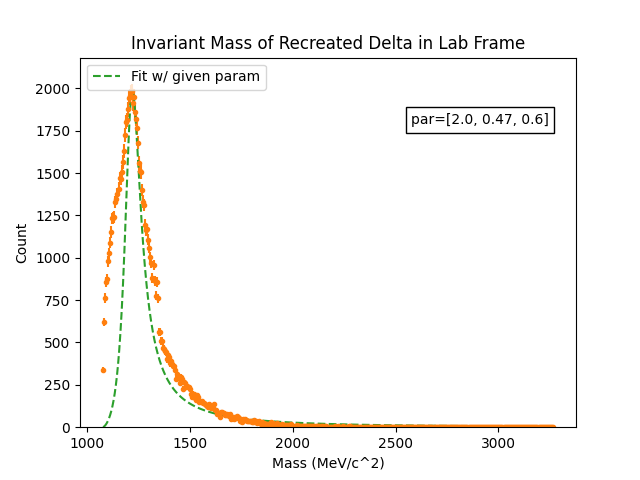 Invariant Mass of Recreated Delta in Lab Frame
Fit w/ given param
par=[2.0, 0.47, 0.6]
Count
2000
1750
1500
1250
1000
750
500
250
0
1000 1500 2000 2500 3000
Mass (MeV/c^2)